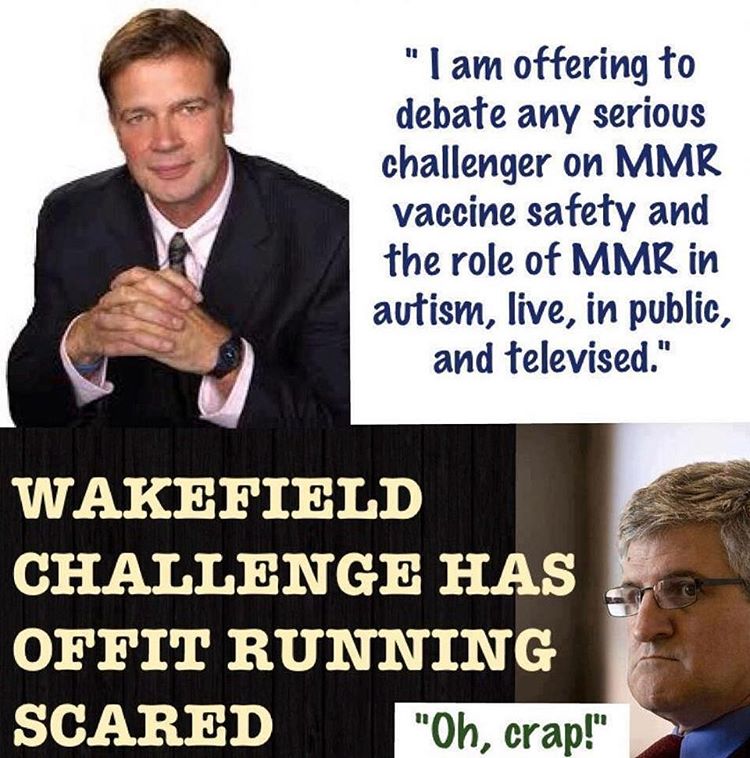 " I am offering to
debate any serious
challenger on MMR
vaccine safety and
the role of MMR in
autism, live, in public,
and televised."
WAKEFIELD
CHALLENGE HAS
OFFIT RUNNING
SCARED
"Oh, crap!"